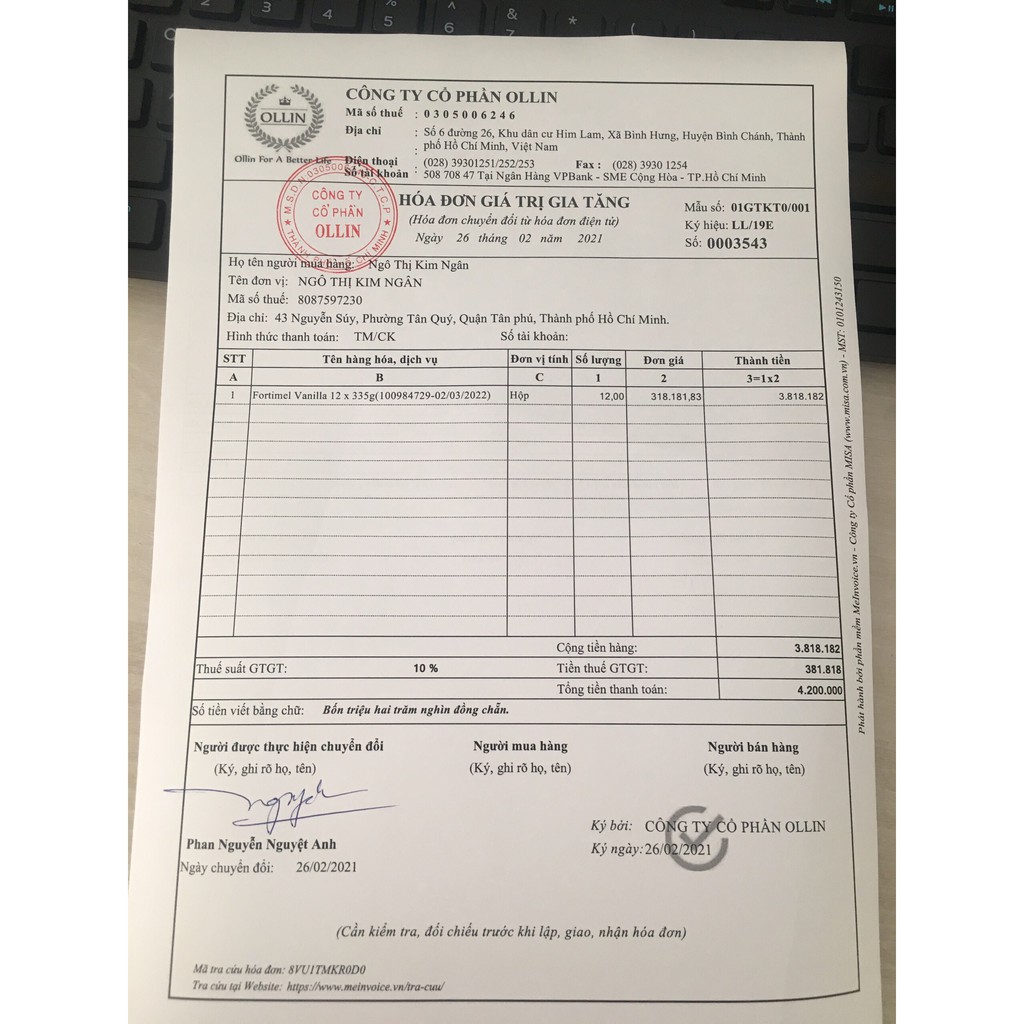 OLLIN
Ollin For A Better Life
CÔNG TY CỔ PHẦN OLLIN
Mã số thuế : 0305006246
Địa chỉ : Số 6 đường 26, Khu dân cư Him Lam, Xã Bình Hưng, Huyện Bình Chánh, Thành
: phố Hồ Chí Minh, Việt Nam
Điện thoại : (028) 39301251/252/253 Fax : (028) 3930 1254
Số tài khoản : 508 708 47 Tại Ngân Hàng VPBank - SME Cộng Hòa - TP.Hồ Chí Minh
CÔNG TY
CỔ PHẦN
OLLIN
HÓA ĐƠN GIÁ TRỊ GIA TĂNG
(Hóa đơn chuyển đổi từ hóa đơn điện tử)
Ngày 26 tháng 02 năm 2021
Mẫu số: 01GTKT0/001
Ký hiệu: LL/19E
Số: 0003543
Họ tên người mua hàng: Ngô Thị Kim Ngân
Tên đơn vị: NGÔ THỊ KIM NGÂN
Mã số thuế: 8087597230
Địa chỉ: 43 Nguyễn Súy, Phường Tân Quý, Quận Tân phú, Thành phố Hồ Chí Minh.
Hình thức thanh toán: TM/CK Số tài khoản:
STT Tên hàng hóa, dịch vụ Đơn vị tính Số lượng Đơn giá Thành tiền
A B C 1 2 3=1x2
1 Fortimel Vanilla 12 x 335g(100984729-02/03/2022) Hộp 12,00 318.181,83 3.818.182
Cộng tiền hàng: 3.818.182
Thuế suất GTGT: 10 % Tiền thuế GTGT: 381.818
Tổng tiền thanh toán: 4.200.000
Số tiền viết bằng chữ: Bốn triệu hai trăm nghìn đồng chẵn.
Người được thực hiện chuyển đổi Người mua hàng Người bán hàng
(Ký, ghi rõ họ, tên) (Ký, ghi rõ họ, tên) (Ký, ghi rõ họ, tên)
Ký bởi: CÔNG TY CỔ PHẦN OLLIN
Ký ngày: 26/02/2021
Phan Nguyễn Nguyệt Anh
Ngày chuyển đổi: 26/02/2021
(Cần kiểm tra, đối chiếu trước khi lập, giao, nhận hóa đơn)
Mã tra cứu hóa đơn: 8VU1TMKR0D0
Tra cứu tại Website: https://www.meinvoice.vn/tra-cuu/
Phát hành bởi phần mềm MeInvoice.vn - Công ty Cổ phần MISA (www.misa.com.vn) - MST: 0101243150